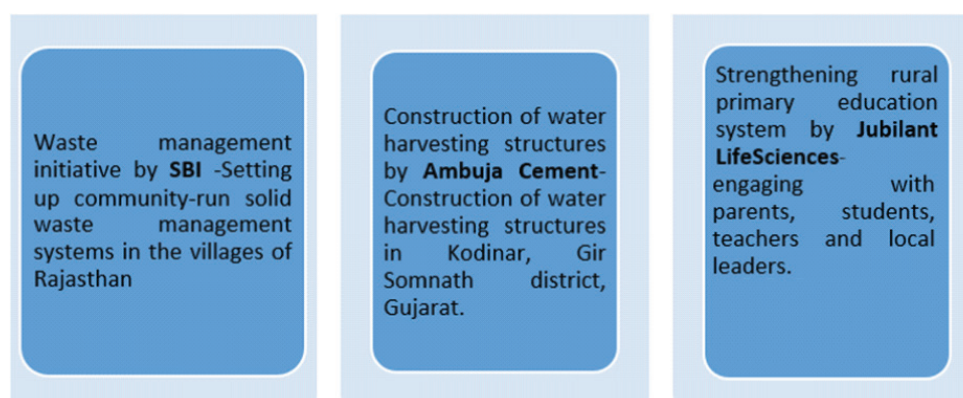 Waste management
initiative by SBI -Setting
up community-run solid
waste management
systems in the villages of
Rajasthan
Construction of water
harvesting structures
by Ambuja Cement-
Construction of water
harvesting structures
in Kodinar, Gir
Somnath district,
Gujarat.
Strengthening rural
primary education
system by Jubilant
LifeSciences-
engaging with
parents, students,
teachers and local
leaders.